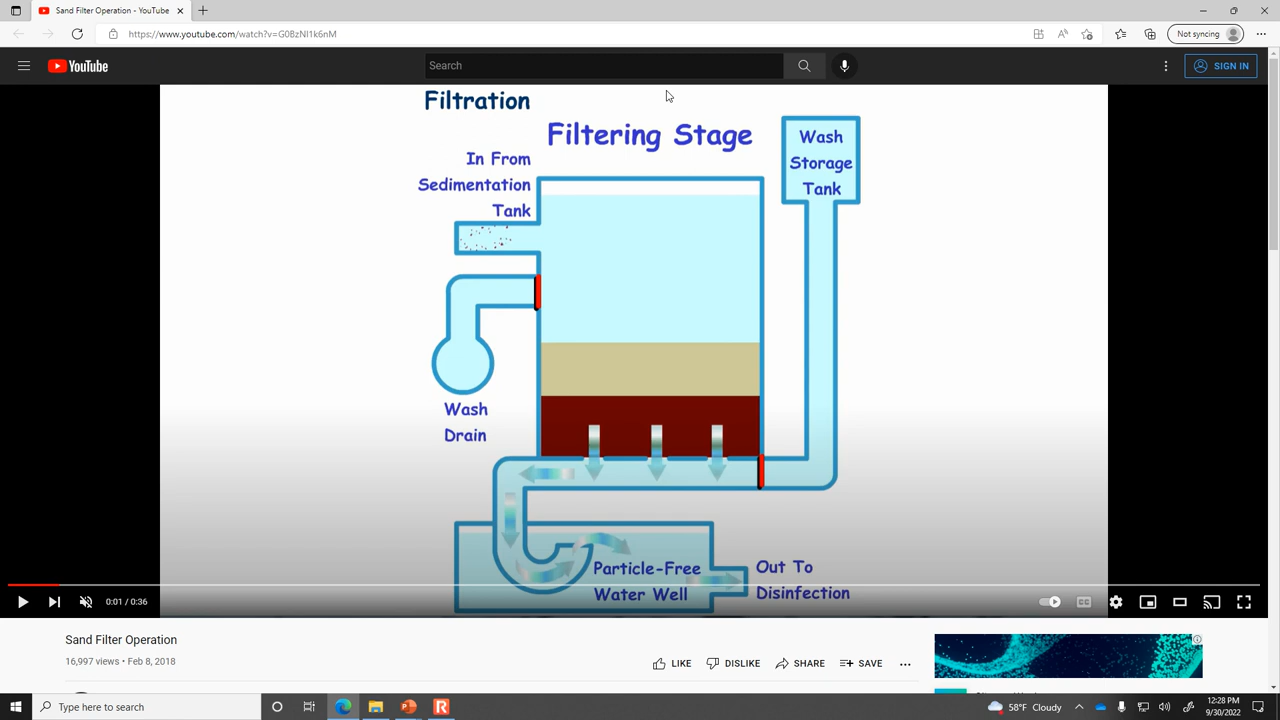 Sand Filter Operation - YouTube
https://www.youtube.com/watch?v=G0BzNl1k6nM
Not syncing
YouTube
Search
SIGN IN
Filtration
Filtering Stage
In From
Sedimentation
Tank
Wash
Storage
Tank
Wash
Drain
Particle-Free
Water Well
Out To
Disinfection
0:01 / 0:36
CC
Sand Filter Operation
16,997 views • Feb 8, 2018
LIKE
DISLIKE
SHARE
SAVE
Type here to search
58°F Cloudy
12:28 PM
9/30/2022